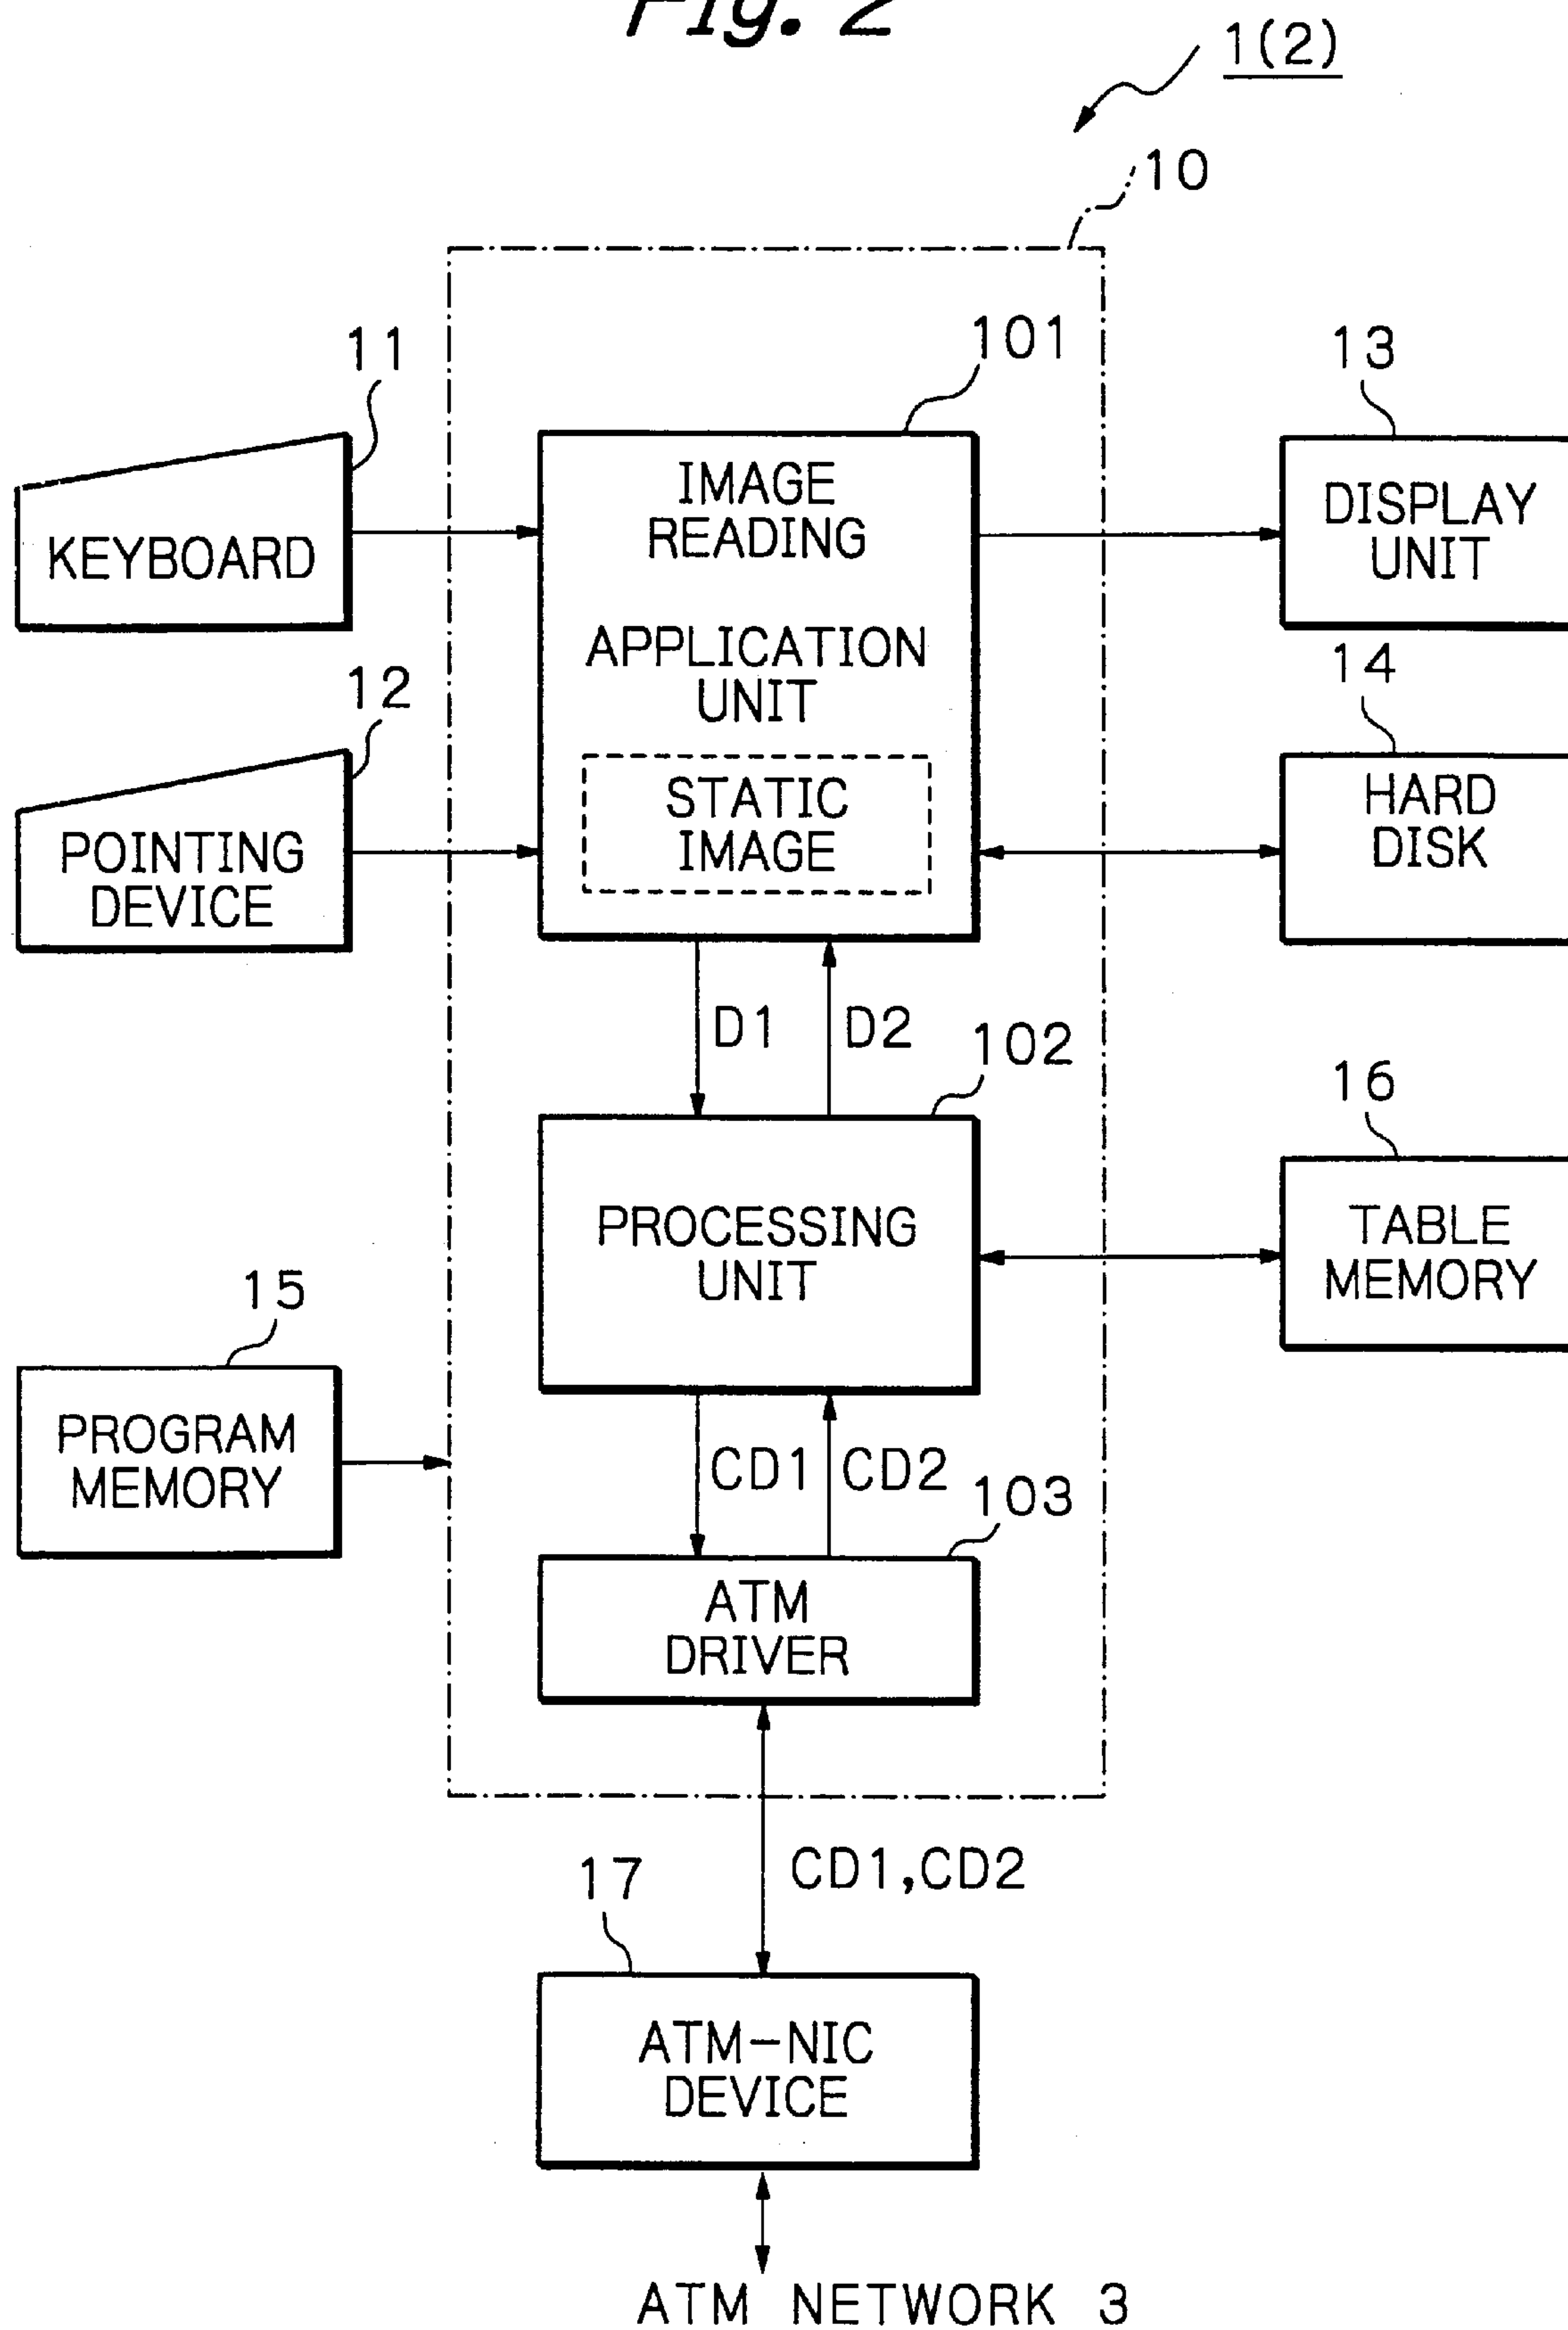 Fig. 2
1(2)
10
11
101
13
KEYBOARD
IMAGE
READING
APPLICATION
UNIT
DISPLAY
UNIT
12
14
POINTING
DEVICE
STATIC
IMAGE
HARD
DISK
D1
D2
102
16
PROCESSING
UNIT
TABLE
MEMORY
15
PROGRAM
MEMORY
CD1
CD2
103
ATM
DRIVER
CD1,CD2
17
ATM-NIC
DEVICE
ATM NETWORK 3